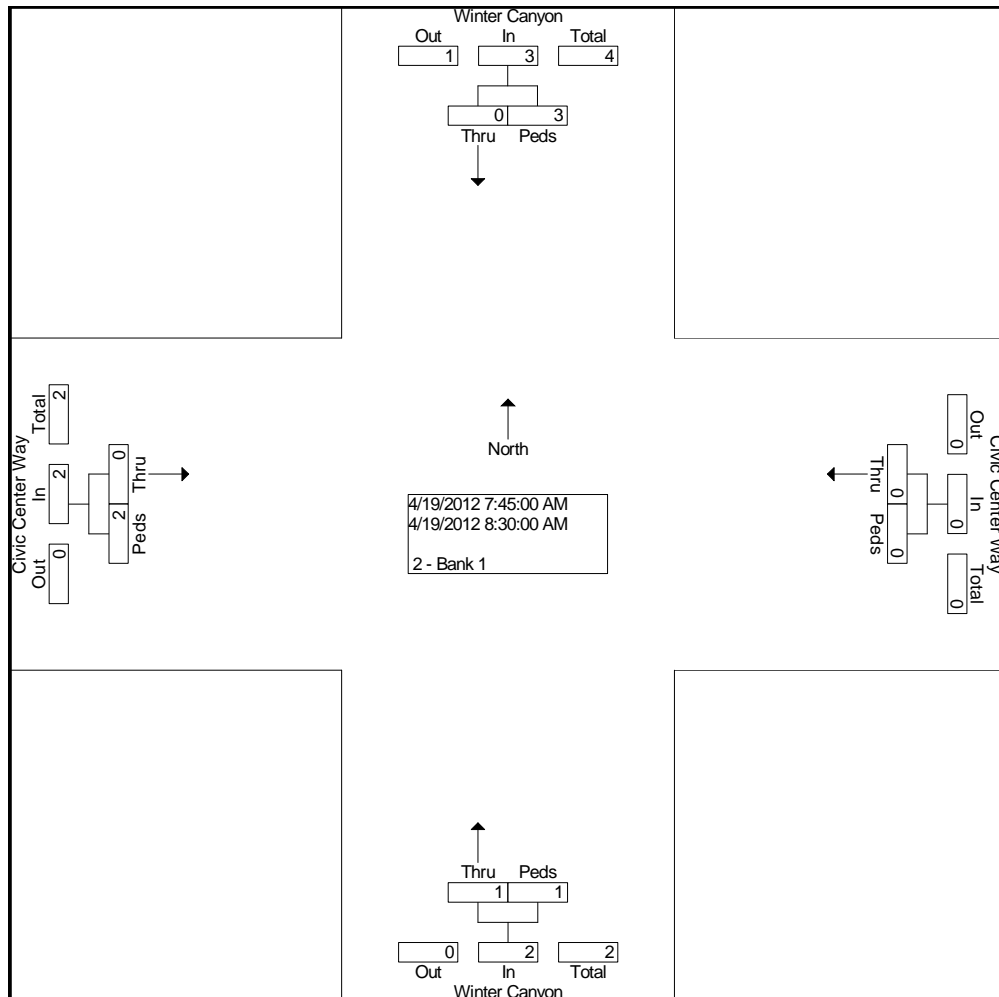 Winter Canyon
Out In Total
1 3 4
0 3
Thru Peds
Civic Center Way
Total In Out
2 2 0
0 2
Thru Peds
North
4/19/2012 7:45:00 AM
4/19/2012 8:30:00 AM
2 - Bank 1
Civic Center Way
Out In Total
0 0 0
0 0
Thru Peds
Thru Peds
1 1
0 2 2
Out In Total
Winter Canyon